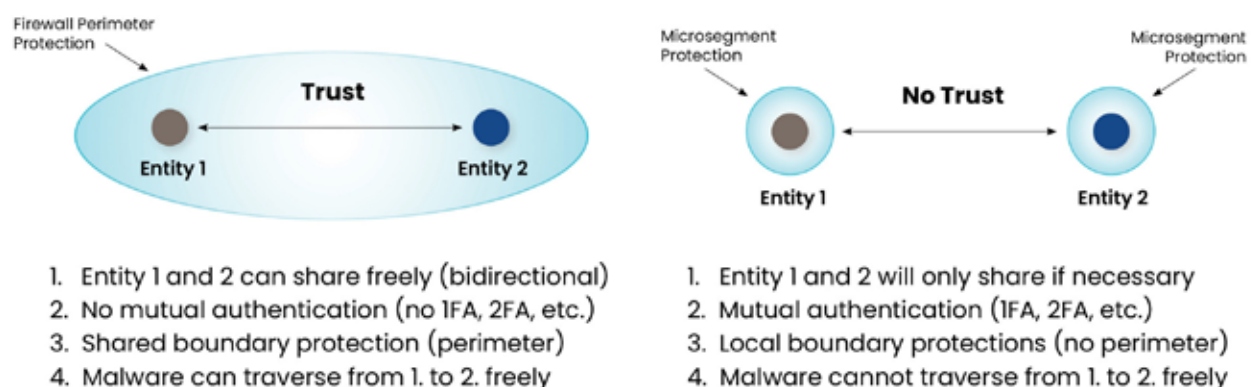 Firewall Perimeter
Protection
Trust
Entity 1
Entity 2
1. Entity 1 and 2 can share freely (bidirectional)
2. No mutual authentication (no 1FA, 2FA, etc.)
3. Shared boundary protection (perimeter)
4. Malware can traverse from 1. to 2. freely
Microsegment
Protection
Microsegment
Protection
No Trust
Entity 1
Entity 2
1. Entity 1 and 2 will only share if necessary
2. Mutual authentication (1FA, 2FA, etc.)
3. Local boundary protections (no perimeter)
4. Malware cannot traverse from 1. to 2. freely